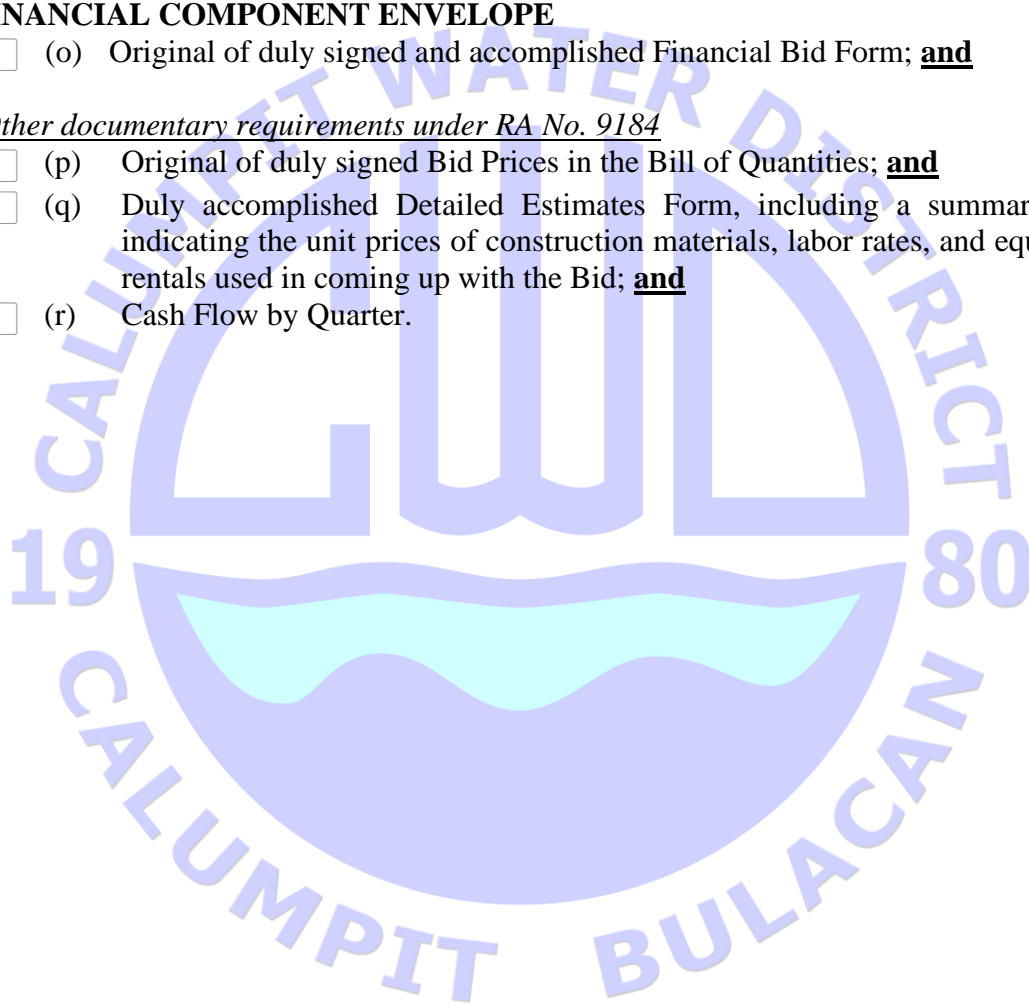 INANCIAL COMPONENT ENVELOPE
(o) Original of duly signed and accomplished Financial Bid Form; and
ther documentary requirements under RA No. 9184
(p) Original of duly signed Bid Prices in the Bill of Quantities; and
(q) Duly accomplished Detailed Estimates Form, including a summar
indicating the unit prices of construction materials, labor rates, and equ
rentals used in coming up with the Bid; and
(r) Cash Flow by Quarter.
CALUMPIT WATER DISTRICT
CWD
19 80
CALUMPIT BULACAN